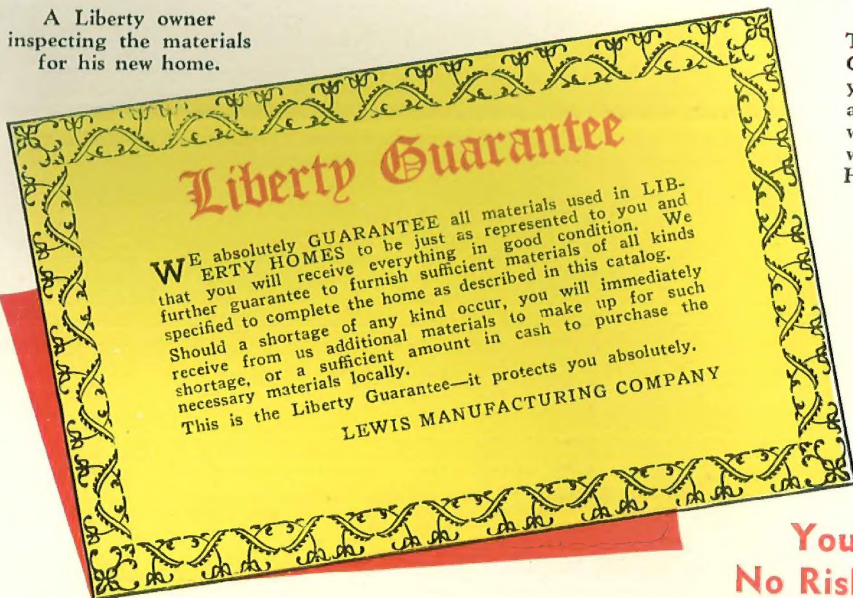 A Liberty owner
inspecting the materials
for his new home.
Liberty Guarantee
WE absolutely GUARANTEE all materials used in LIB-
ERTY HOMES to be just as represented to you and
that you will receive everything in good condition. We
further guarantee to furnish sufficient materials of all kinds
specified to complete the home as described in this catalog.
Should a shortage of any kind occur, you will immediately
receive from us additional materials to make up for such
shortage, or a sufficient amount in cash to purchase the
necessary materials locally.
This is the Liberty Guarantee—it protects you absolutely.
LEWIS MANUFACTURING COMPANY
You
No Risk